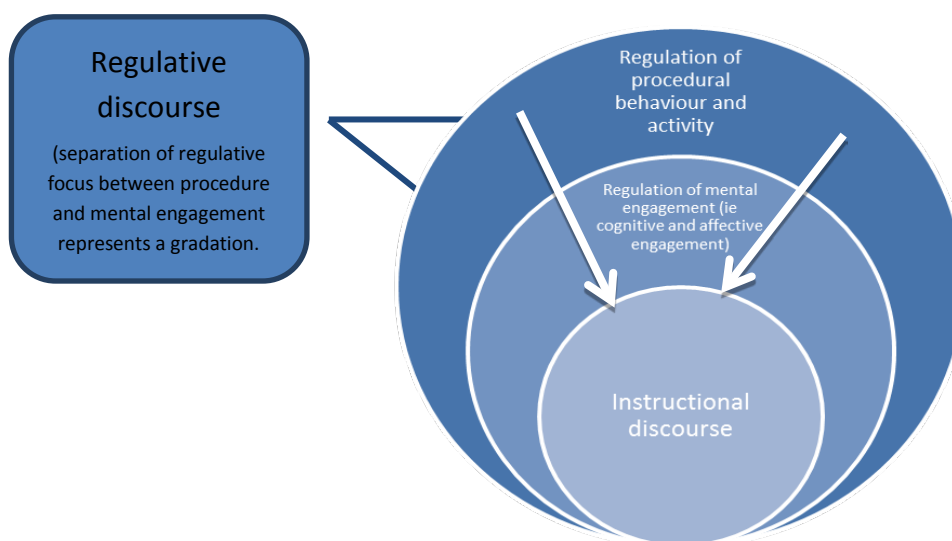 Regulative
discourse
(separation of regulative
focus between procedure
and mental engagement
represents a gradation.
Regulation of
procedural
behaviour and
activity
Regulation of mental
engagement (ie
cognitive and affective
engagement)
Instructional
discourse